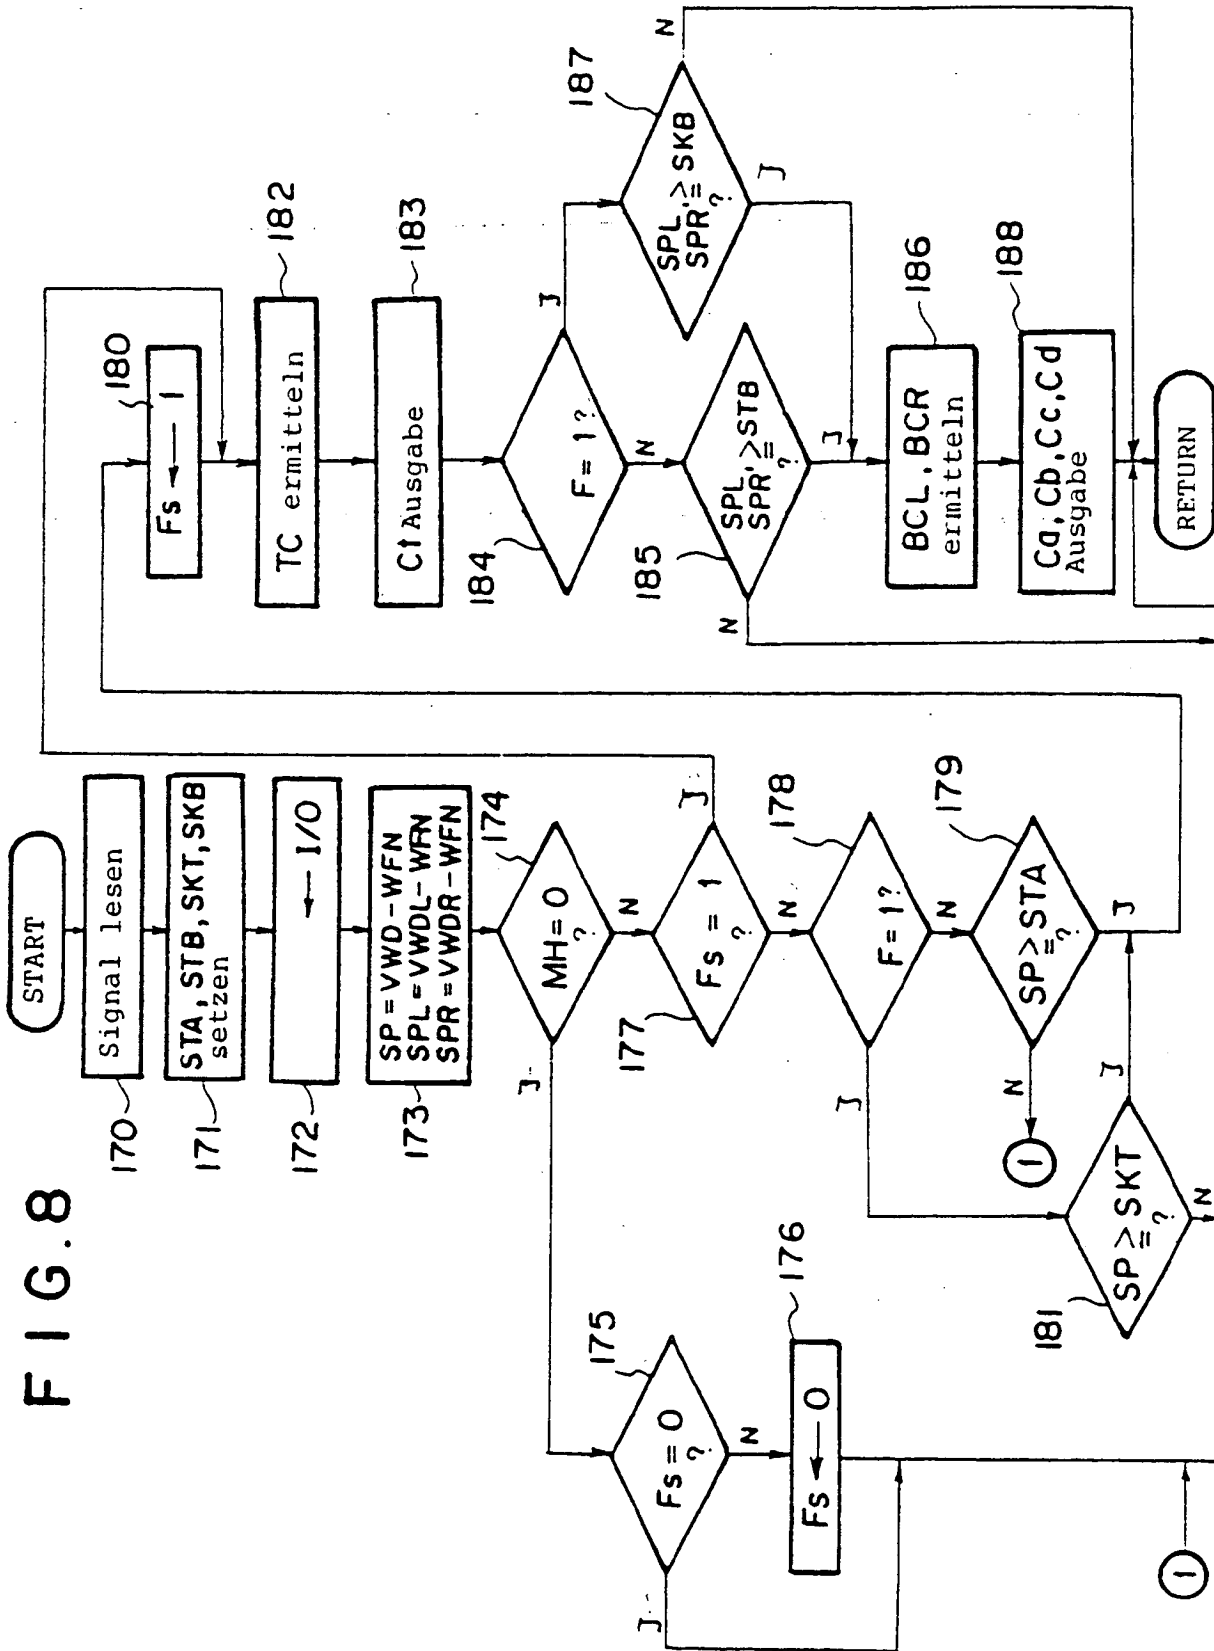 FIG.8
START
170
Signal lesen
171
STA, STB, SKT, SKB
setzen
172
← I/O
173
SP = VWD-WFN
SPL = VWDL-WFN
SPR = VWDR-WFN
174
MH = 0
?
J
N
175
Fs = 0
?
J
N
176
Fs ← 0
177
Fs = 1
?
J
N
178
F = 1?
J
N
179
SP ≧ STA
?
J
N
1
181
SP ≧ SKT
?
J
N
1
180
Fs ← 1
182
TC ermitteln
183
Ct Ausgabe
184
F = 1?
J
N
185
SPL, ≧ STB
SPR ?
J
N
187
SPL, ≧ SKB
SPR ?
J
N
186
BCL, BCR
ermitteln
188
Ca, Cb, Cc, Cd
Ausgabe
RETURN